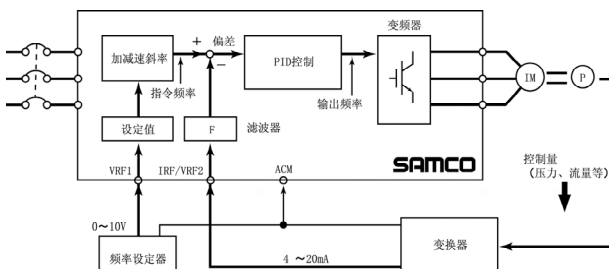 加减速斜率
+
偏差
−
PID控制
变频器
指令频率
输出频率
IM
P
设定值
F
滤波器
SAMCO
VRF1
IRF/VRF2
ACM
控制量
(压力、流量等)
0～10V
频率设定器
4 ～20mA
变换器